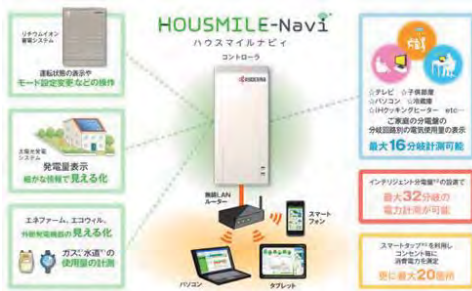 HOUSMILE-Navi
ハウスマイルナビィ
コントローラ
KYOCERA
リチウムイオン
蓄電システム
運転状態の表示や
モード設定変更などの操作
太陽光発電
システム
発電量表示
細かな情報で見える化
エネファーム、エコウィル、
外部発電機器の見える化
ガス、水道の
使用量の計測
無線LAN
ルーター
スマート
フォン
パソコン
タブレット
☆テレビ ☆子供部屋
☆パソコン ☆冷蔵庫
☆IHクッキングヒーター etc…
ご家庭の分電盤の
分岐回路別の電気使用量の表示
最大16分岐計測可能
インテリジェント分電盤の設置で
最大32分岐の
電力計測が可能
スマートタップを利用し
コンセント毎に
消費電力を測定
更に最大20箇所